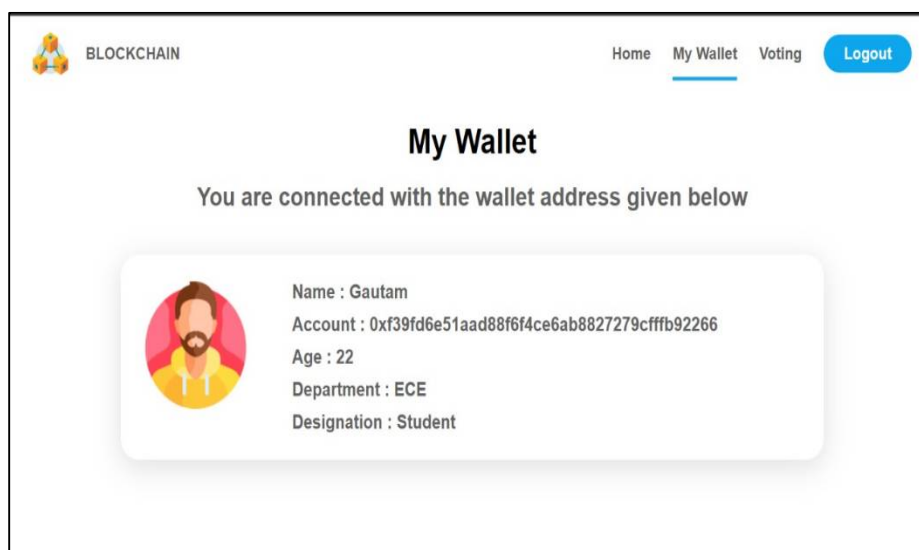 BLOCKCHAIN
Home My Wallet Voting Logout
My Wallet
You are connected with the wallet address given below
Name : Gautam
Account : 0xf39fd6e51aad88f6f4ce6ab8827279cfffb92266
Age : 22
Department : ECE
Designation : Student